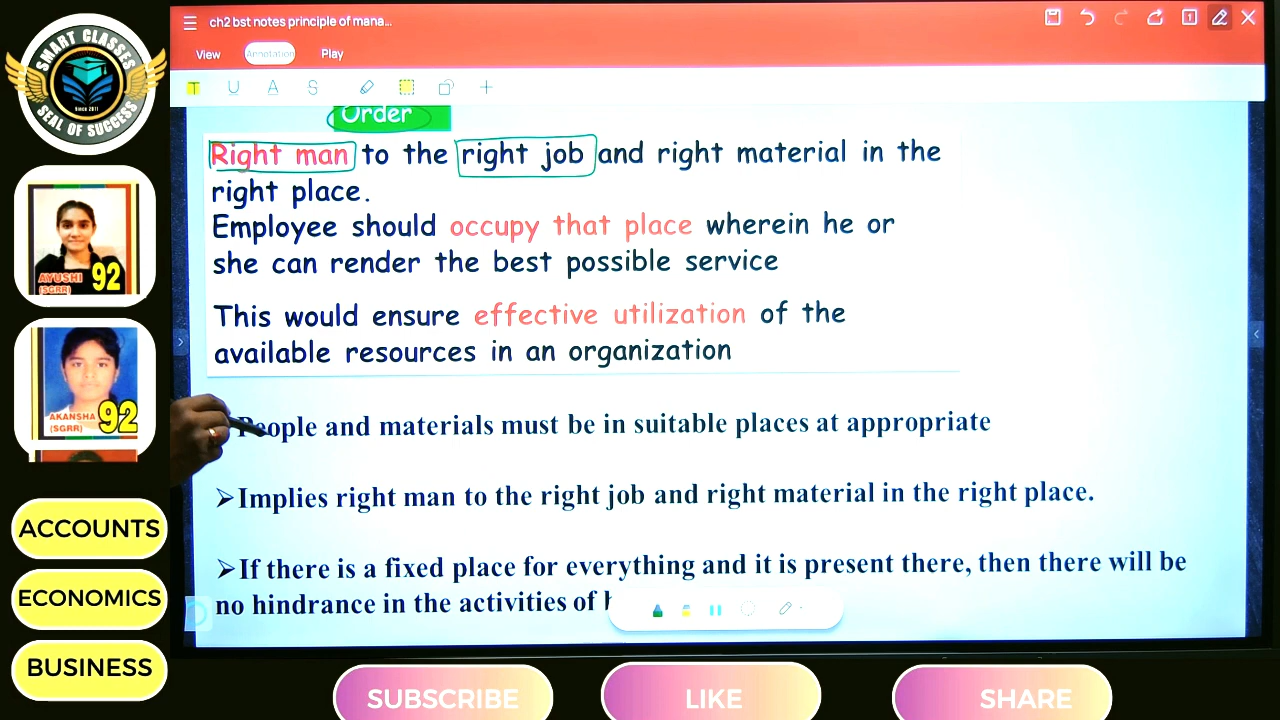 SMART CLASSES
Since 2011
SEAL OF SUCCESS
AYUSHI
(SGRR)
92
AKANSHA
(SGRR)
92
ACCOUNTS
ECONOMICS
BUSINESS
ch2 bst notes principle of mana...
1
View
Annotation
Play
T U A S
Order
Right man to the right job and right material in the
right place.
Employee should occupy that place wherein he or
she can render the best possible service
This would ensure effective utilization of the
available resources in an organization
People and materials must be in suitable places at appropriate
➢Implies right man to the right job and right material in the right place.
➢If there is a fixed place for everything and it is present there, then there will be
no hindrance in the activities of
SUBSCRIBE
LIKE
SHARE